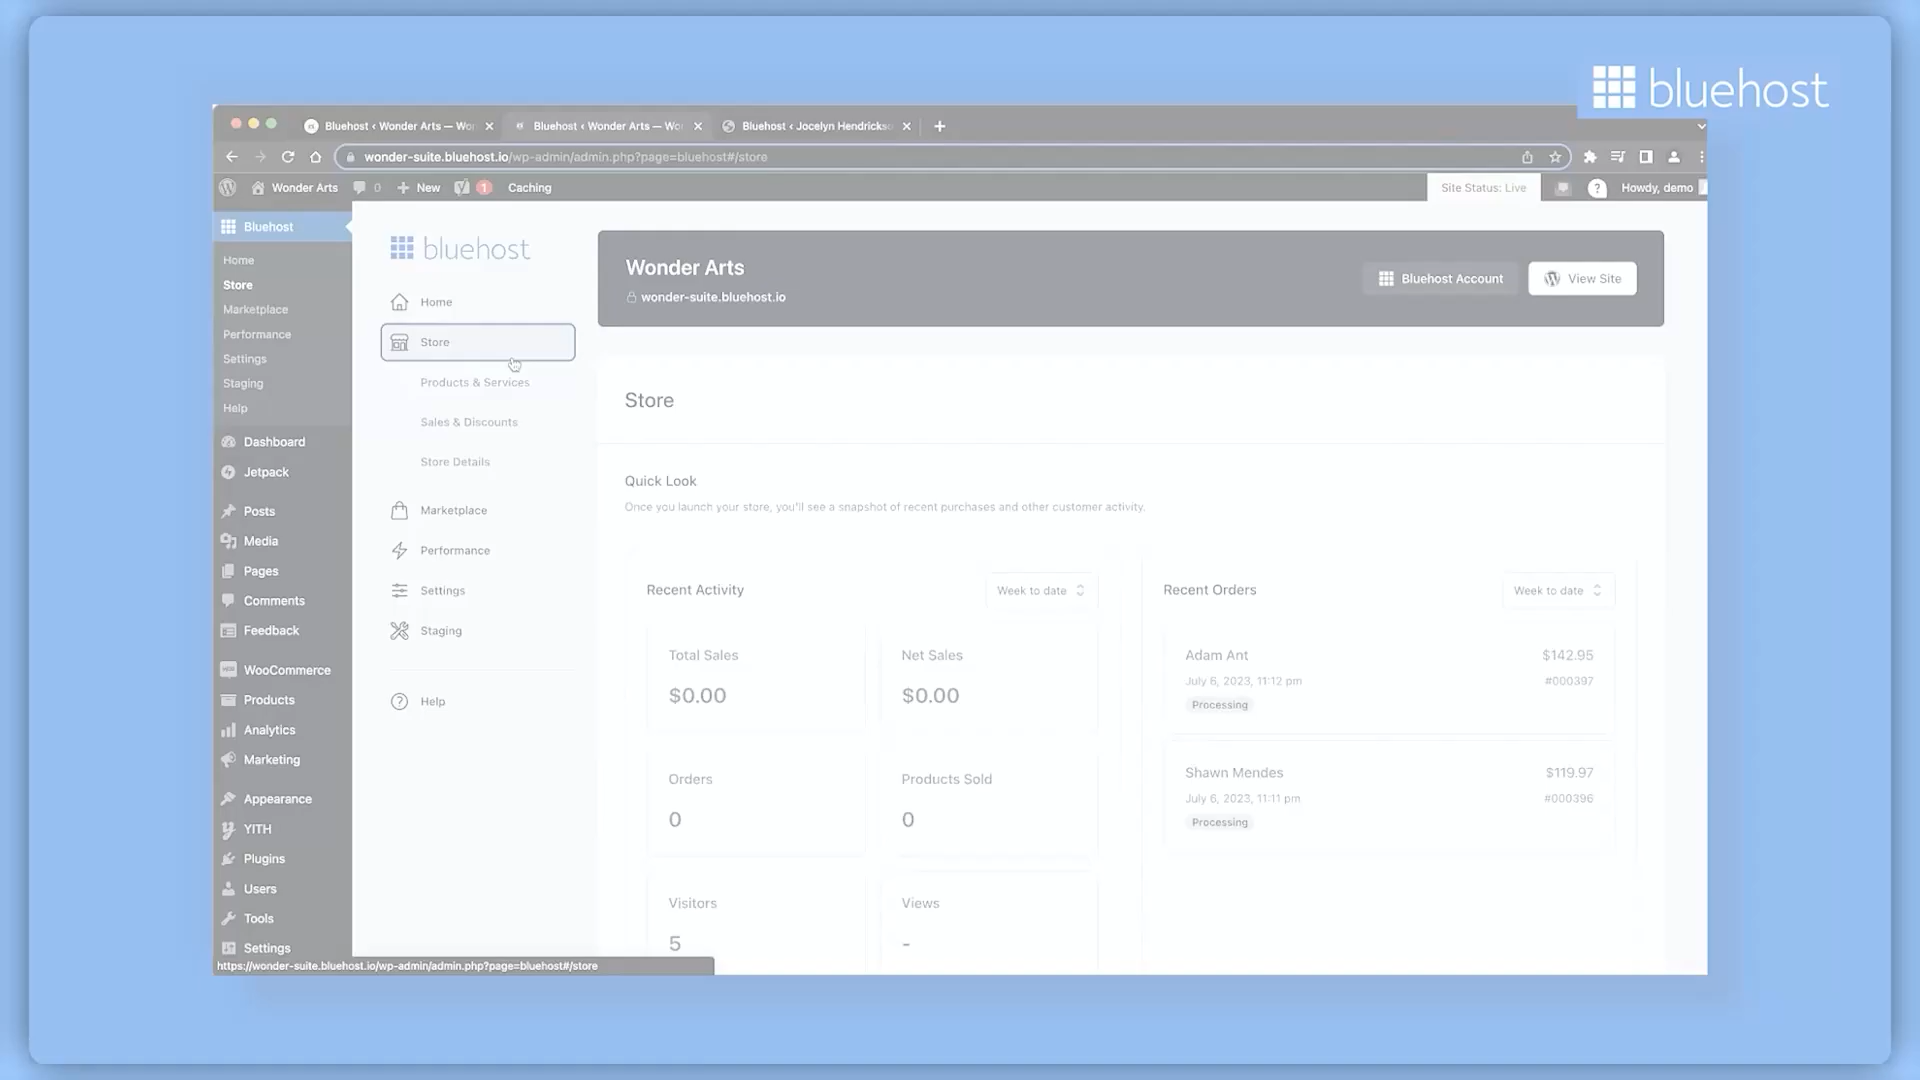 bluehost
Bluehost ‹ Wonder Arts — Wor
Bluehost ‹ Wonder Arts — Wor
Bluehost ‹ Jocelyn Hendrickso
wonder-suite.bluehost.io/wp-admin/admin.php?page=bluehost#/store
Wonder Arts
0
New
1
Caching
Site Status: Live
Howdy, demo
Bluehost
Home
Store
Marketplace
Performance
Settings
Staging
Help
Dashboard
Jetpack
Posts
Media
Pages
Comments
Feedback
WooCommerce
Products
Analytics
Marketing
Appearance
YITH
Plugins
Users
Tools
Settings
https://wonder-suite.bluehost.io/wp-admin/admin.php?page=bluehost#/store
bluehost
Home
Store
Products & Services
Sales & Discounts
Store Details
Marketplace
Performance
Settings
Staging
Help
Wonder Arts
wonder-suite.bluehost.io
Bluehost Account
View Site
Store
Quick Look
Once you launch your store, you'll see a snapshot of recent purchases and other customer activity.
Recent Activity
Week to date
Total Sales
$0.00
Net Sales
$0.00
Orders
0
Products Sold
0
Visitors
5
Views
-
Recent Orders
Week to date
Adam Ant
$142.95
July 6, 2023, 11:12 pm
#000397
Processing
Shawn Mendes
$119.97
July 6, 2023, 11:11 pm
#000396
Processing